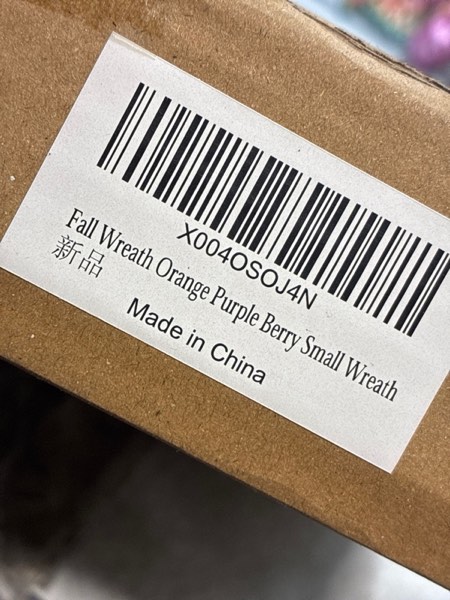 X004OSOJ4N
Fall Wreath Orange Purple Berry Small Wreath
新品
Made in China